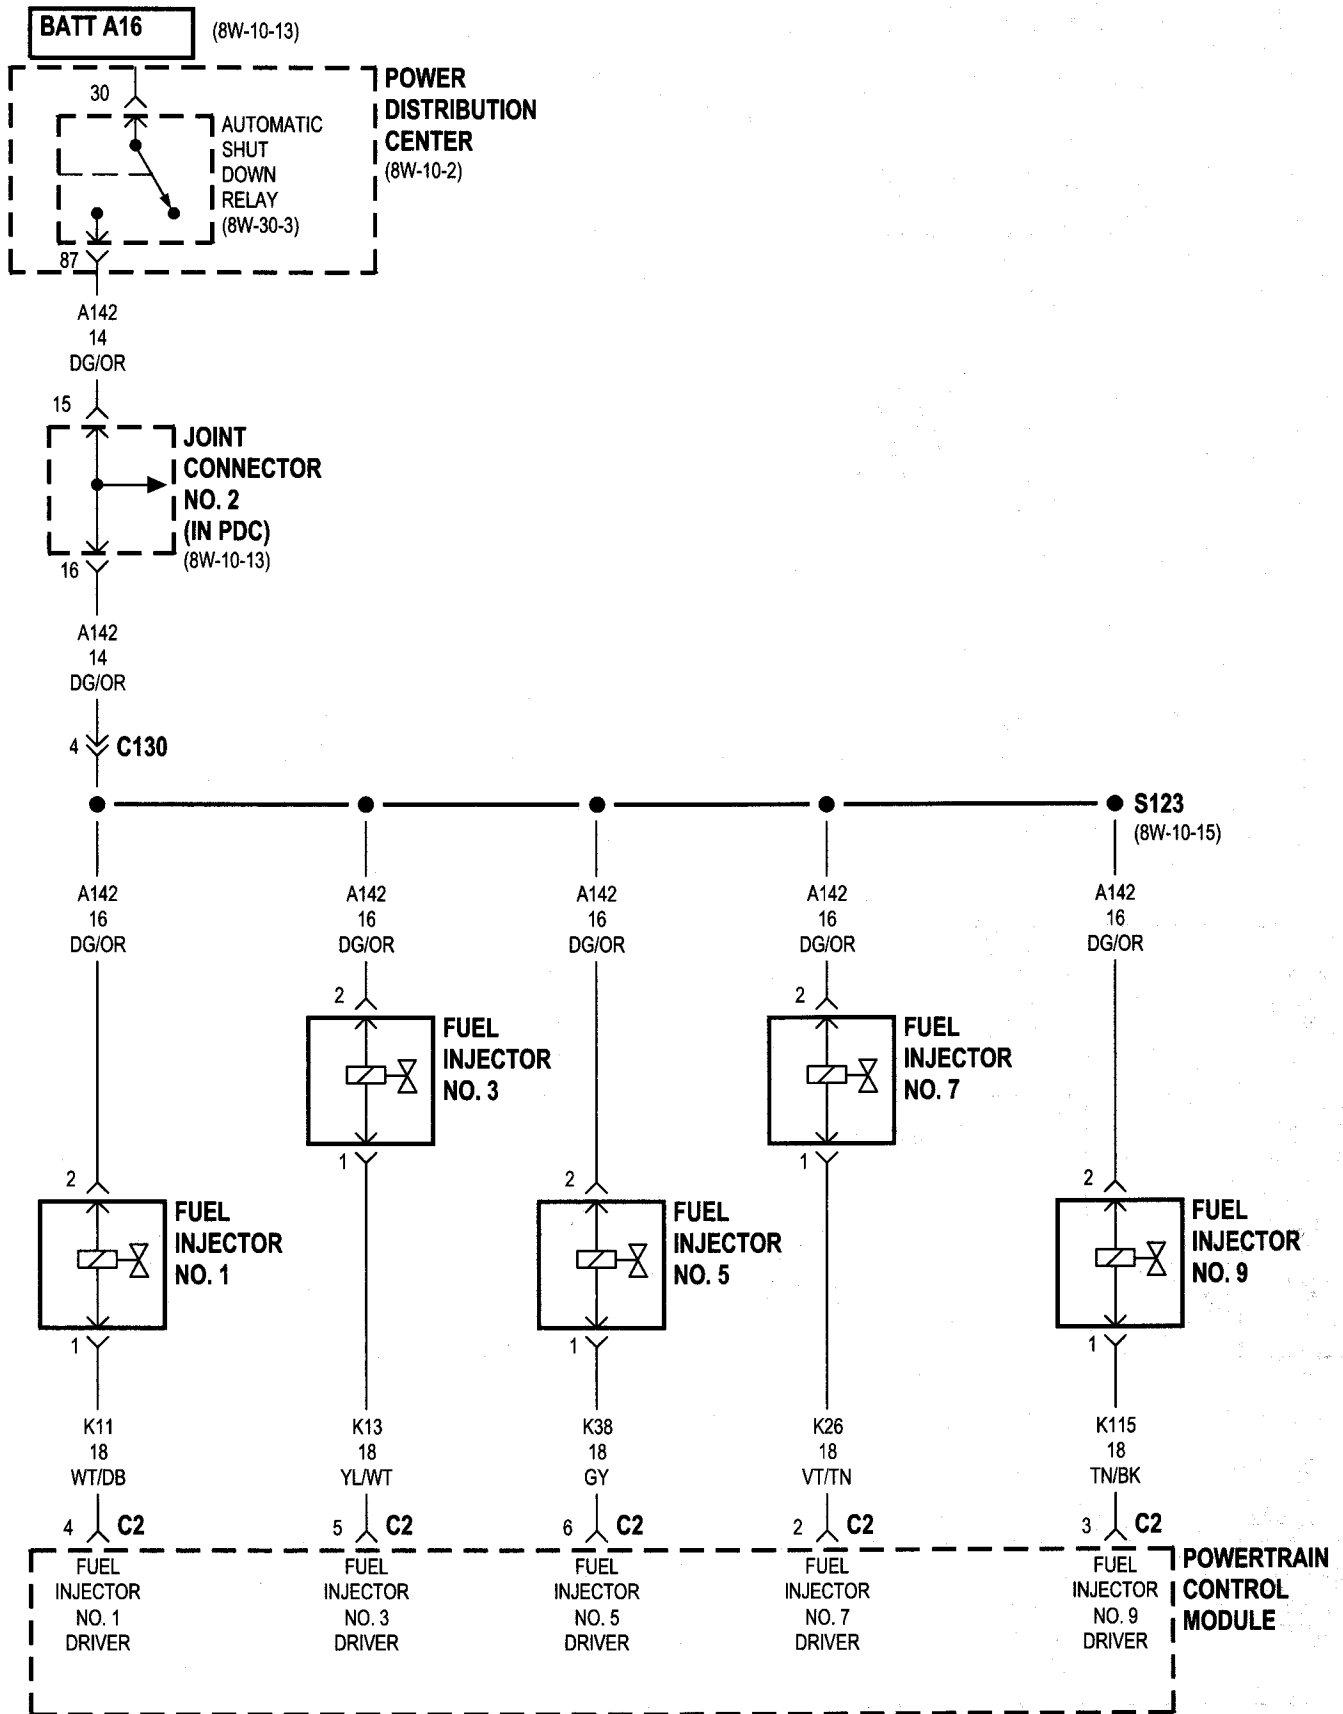 BATT A16
(8W-10-13)
30
POWER
DISTRIBUTION
CENTER
(8W-10-2)
AUTOMATIC
SHUT
DOWN
RELAY
(8W-30-3)
87
A142
14
DG/OR
15
JOINT
CONNECTOR
NO. 2
(IN PDC)
(8W-10-13)
16
A142
14
DG/OR
4
C130
S123
(8W-10-15)
A142
16
DG/OR
A142
16
DG/OR
A142
16
DG/OR
A142
16
DG/OR
A142
16
DG/OR
2
FUEL
INJECTOR
NO. 3
1
2
FUEL
INJECTOR
NO. 7
1
2
FUEL
INJECTOR
NO. 1
1
2
FUEL
INJECTOR
NO. 5
1
2
FUEL
INJECTOR
NO. 9
1
K11
18
WT/DB
K13
18
YL/WT
K38
18
GY
K26
18
VT/TN
K115
18
TN/BK
4 C2
5 C2
6 C2
2 C2
3 C2
FUEL
INJECTOR
NO. 1
DRIVER
FUEL
INJECTOR
NO. 3
DRIVER
FUEL
INJECTOR
NO. 5
DRIVER
FUEL
INJECTOR
NO. 7
DRIVER
FUEL
INJECTOR
NO. 9
DRIVER
POWERTRAIN
CONTROL
MODULE